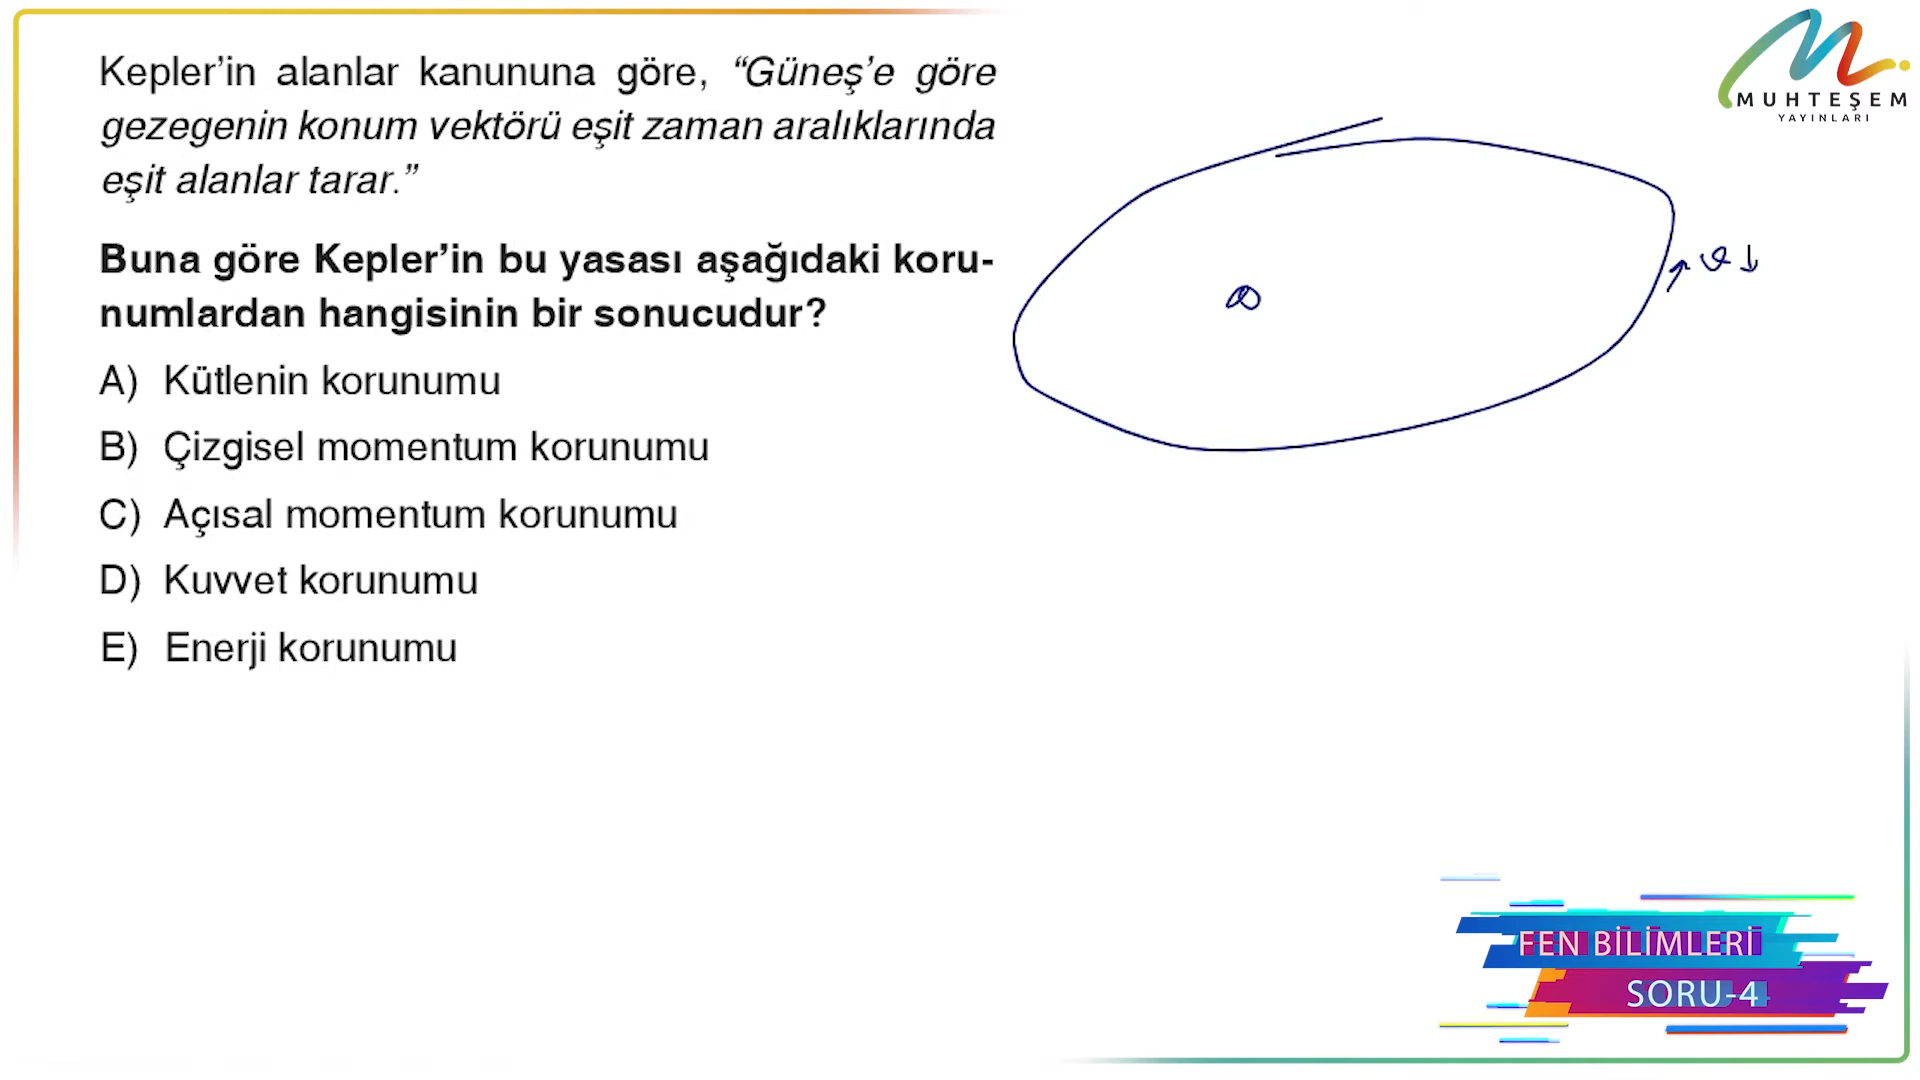 Kepler'in alanlar kanununa göre, "Güneş'e göre
gezegenin konum vektörü eşit zaman aralıklarında
eşit alanlar tarar."
Buna göre Kepler'in bu yasası aşağıdaki koru-
numlardan hangisinin bir sonucudur?
A) Kütlenin korunumu
B) Çizgisel momentum korunumu
C) Açısal momentum korunumu
D) Kuvvet korunumu
E) Enerji korunumu
MUHTEŞEM
YAYINLARI
ϑ ↓
FEN BİLİMLERİ
SORU-4